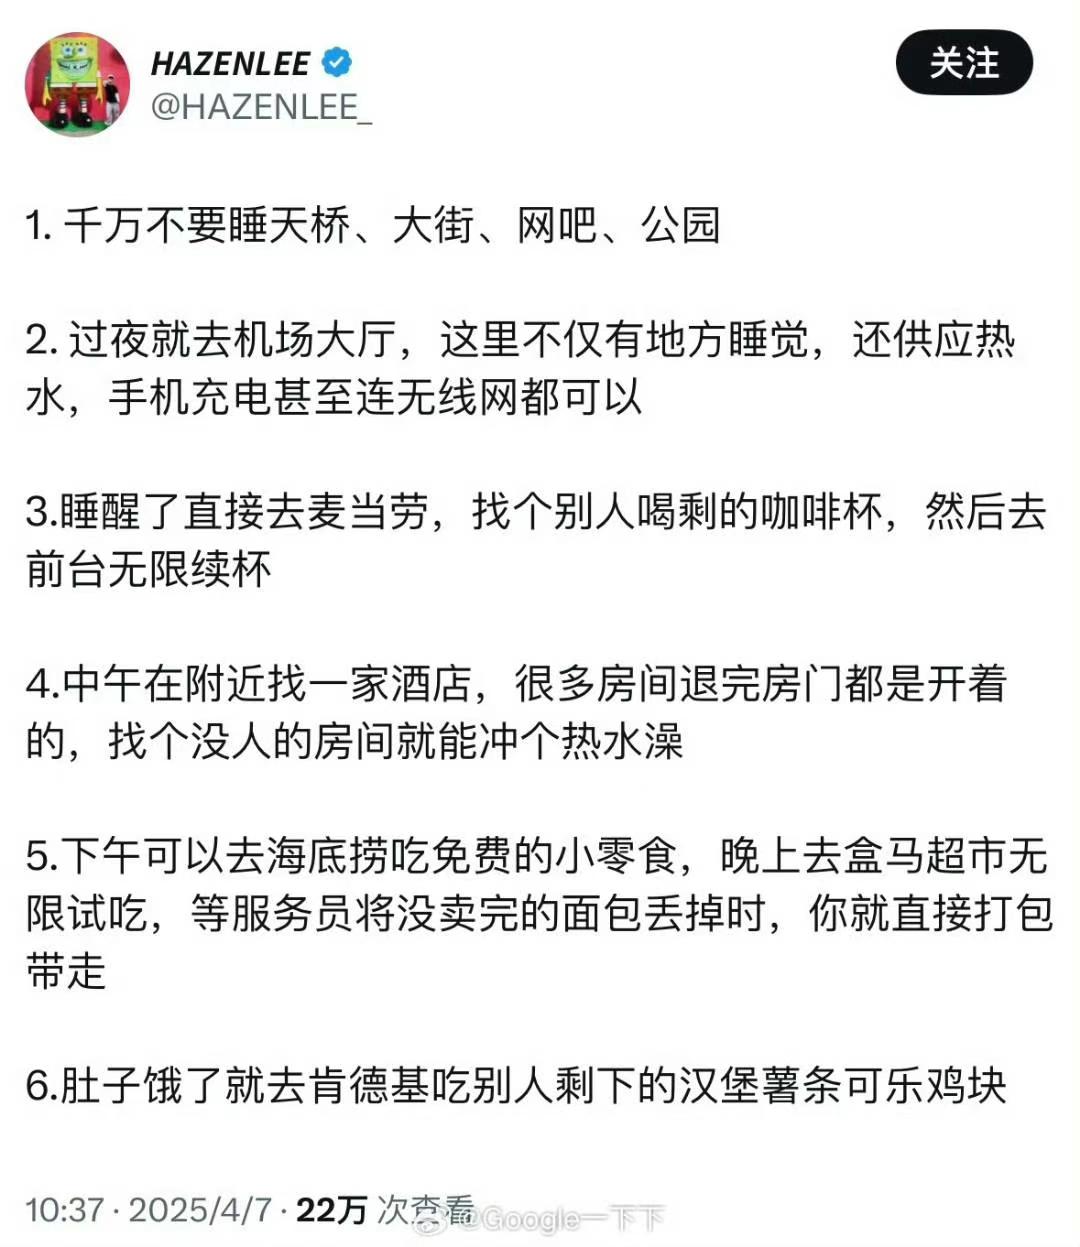 HAZENLEE
关注
@HAZENLEE_
1. 千万不要睡天桥、大街、网吧、公园
2. 过夜就去机场大厅，这里不仅有地方睡觉，还供应热
水，手机充电甚至连无线网都可以
3.睡醒了直接去麦当劳，找个别人喝剩的咖啡杯，然后去
前台无限续杯
4.中午在附近找一家酒店，很多房间退完房门都是开着
的，找个没人的房间就能冲个热水澡
5.下午可以去海底捞吃免费的小零食，晚上去盒马超市无
限试吃，等服务员将没卖完的面包丢掉时，你就直接打包
带走
6.肚子饿了就去肯德基吃别人剩下的汉堡薯条可乐鸡块
10:37 · 2025/4/7 · 22万 次查看
@Google一下下